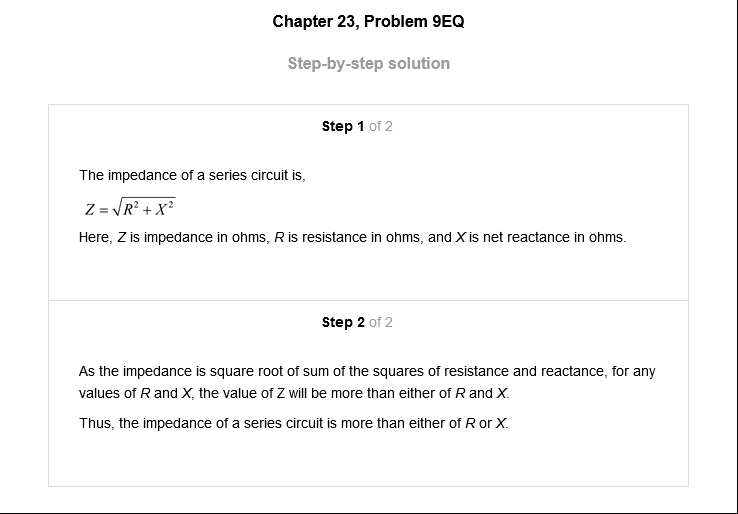 Chapter 23, Problem 9EQ
Step-by-step solution
Step 1 of 2
The impedance of a series circuit is,
Z = √(R² + X²)
Here, Z is impedance in ohms, R is resistance in ohms, and X is net reactance in ohms.
Step 2 of 2
As the impedance is square root of sum of the squares of resistance and reactance, for any
values of R and X, the value of Z will be more than either of R and X.
Thus, the impedance of a series circuit is more than either of R or X.